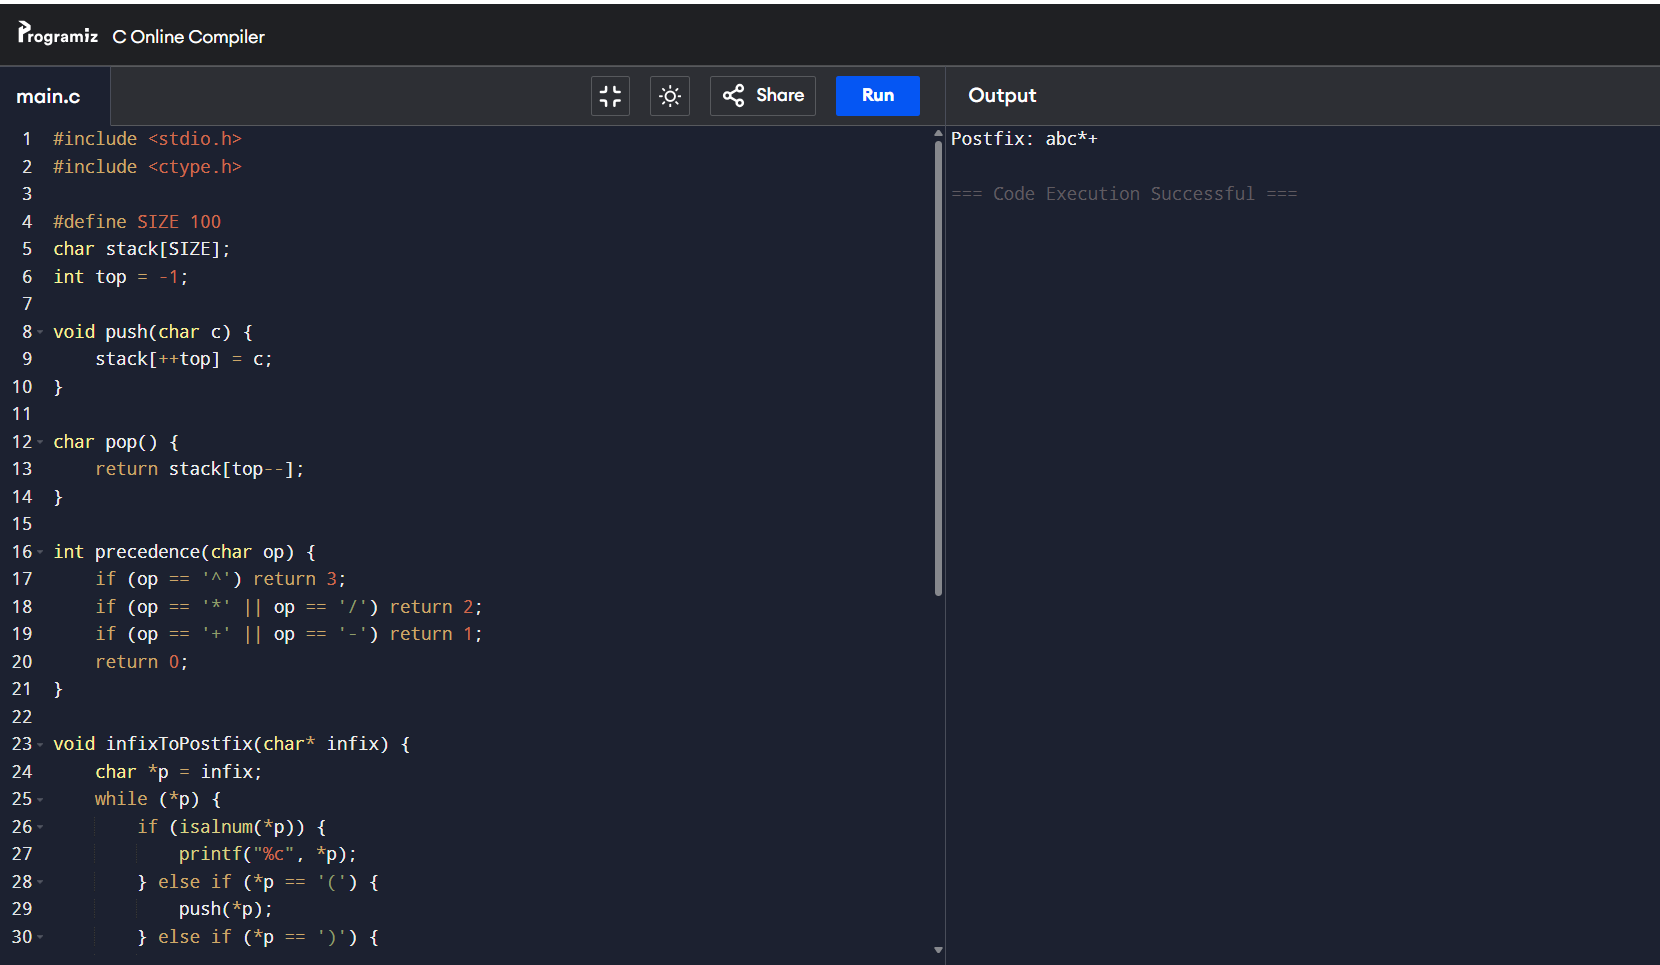 Programiz C Online Compiler
main.c
Share
Run
Output
1 #include <stdio.h>
2 #include <ctype.h>
3
4 #define SIZE 100
5 char stack[SIZE];
6 int top = -1;
7
8 void push(char c) {
9     stack[++top] = c;
10 }
11
12 char pop() {
13     return stack[top--];
14 }
15
16 int precedence(char op) {
17     if (op == '^') return 3;
18     if (op == '*' || op == '/') return 2;
19     if (op == '+' || op == '-') return 1;
20     return 0;
21 }
22
23 void infixToPostfix(char* infix) {
24     char *p = infix;
25     while (*p) {
26         if (isalnum(*p)) {
27             printf("%c", *p);
28         } else if (*p == '(') {
29             push(*p);
30         } else if (*p == ')') {
Postfix: abc*+
=== Code Execution Successful ===